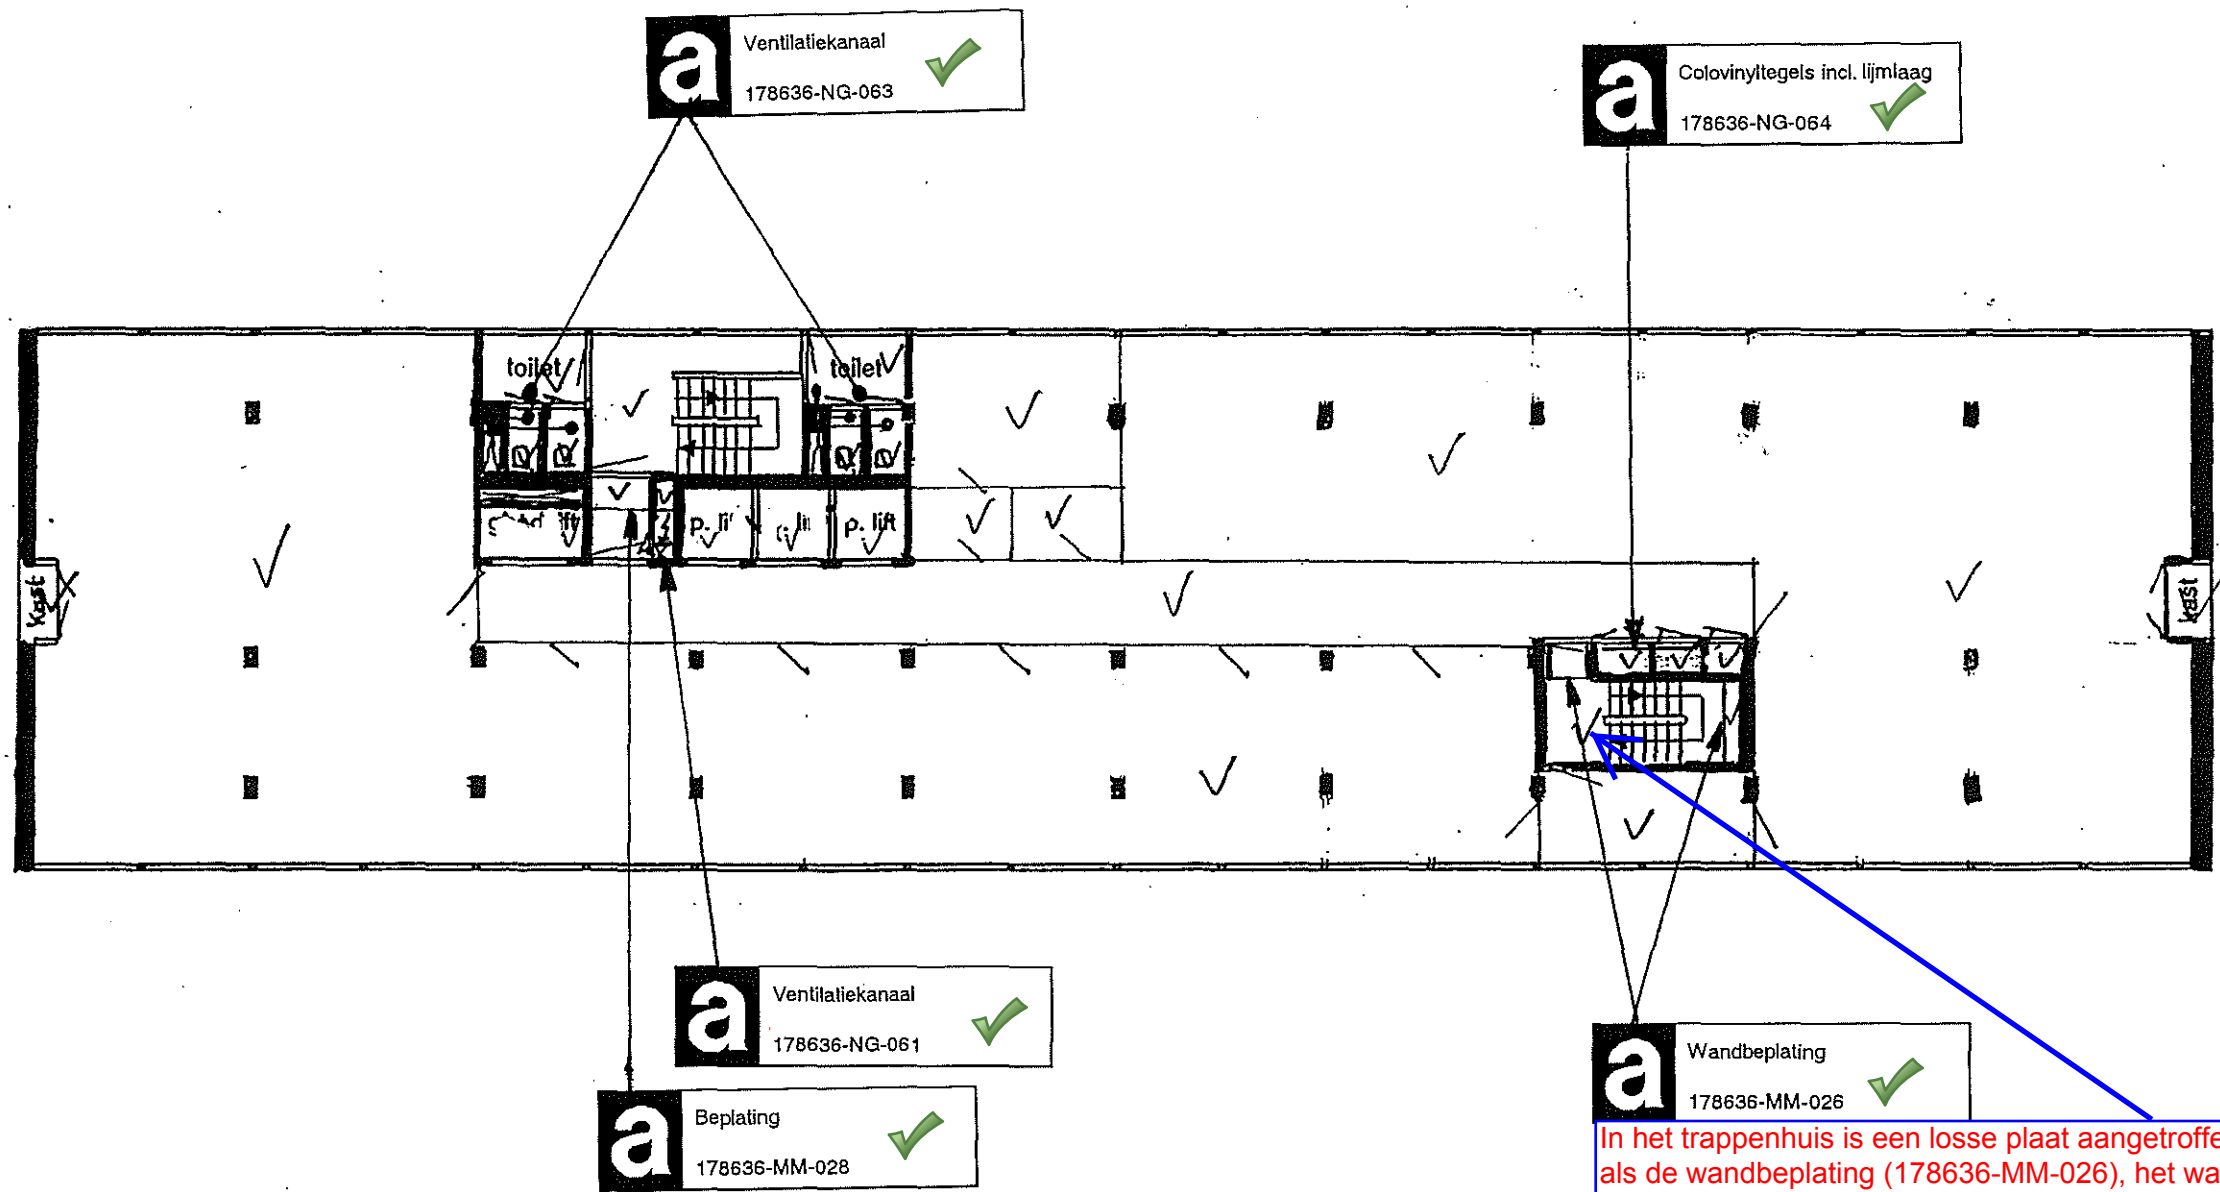 a Ventilatiekanaal
178636-NG-063
a Colovinyltegels incl. lijmlaag
178636-NG-064
toilet
toilet
p. lift
kast
kast
a Ventilatiekanaal
178636-NG-061
a Beplating
178636-MM-028
a Wandbeplating
178636-MM-026
In het trappenhuis is een losse plaat aangetroffe
als de wandbeplating (178636-MM-026), het wa